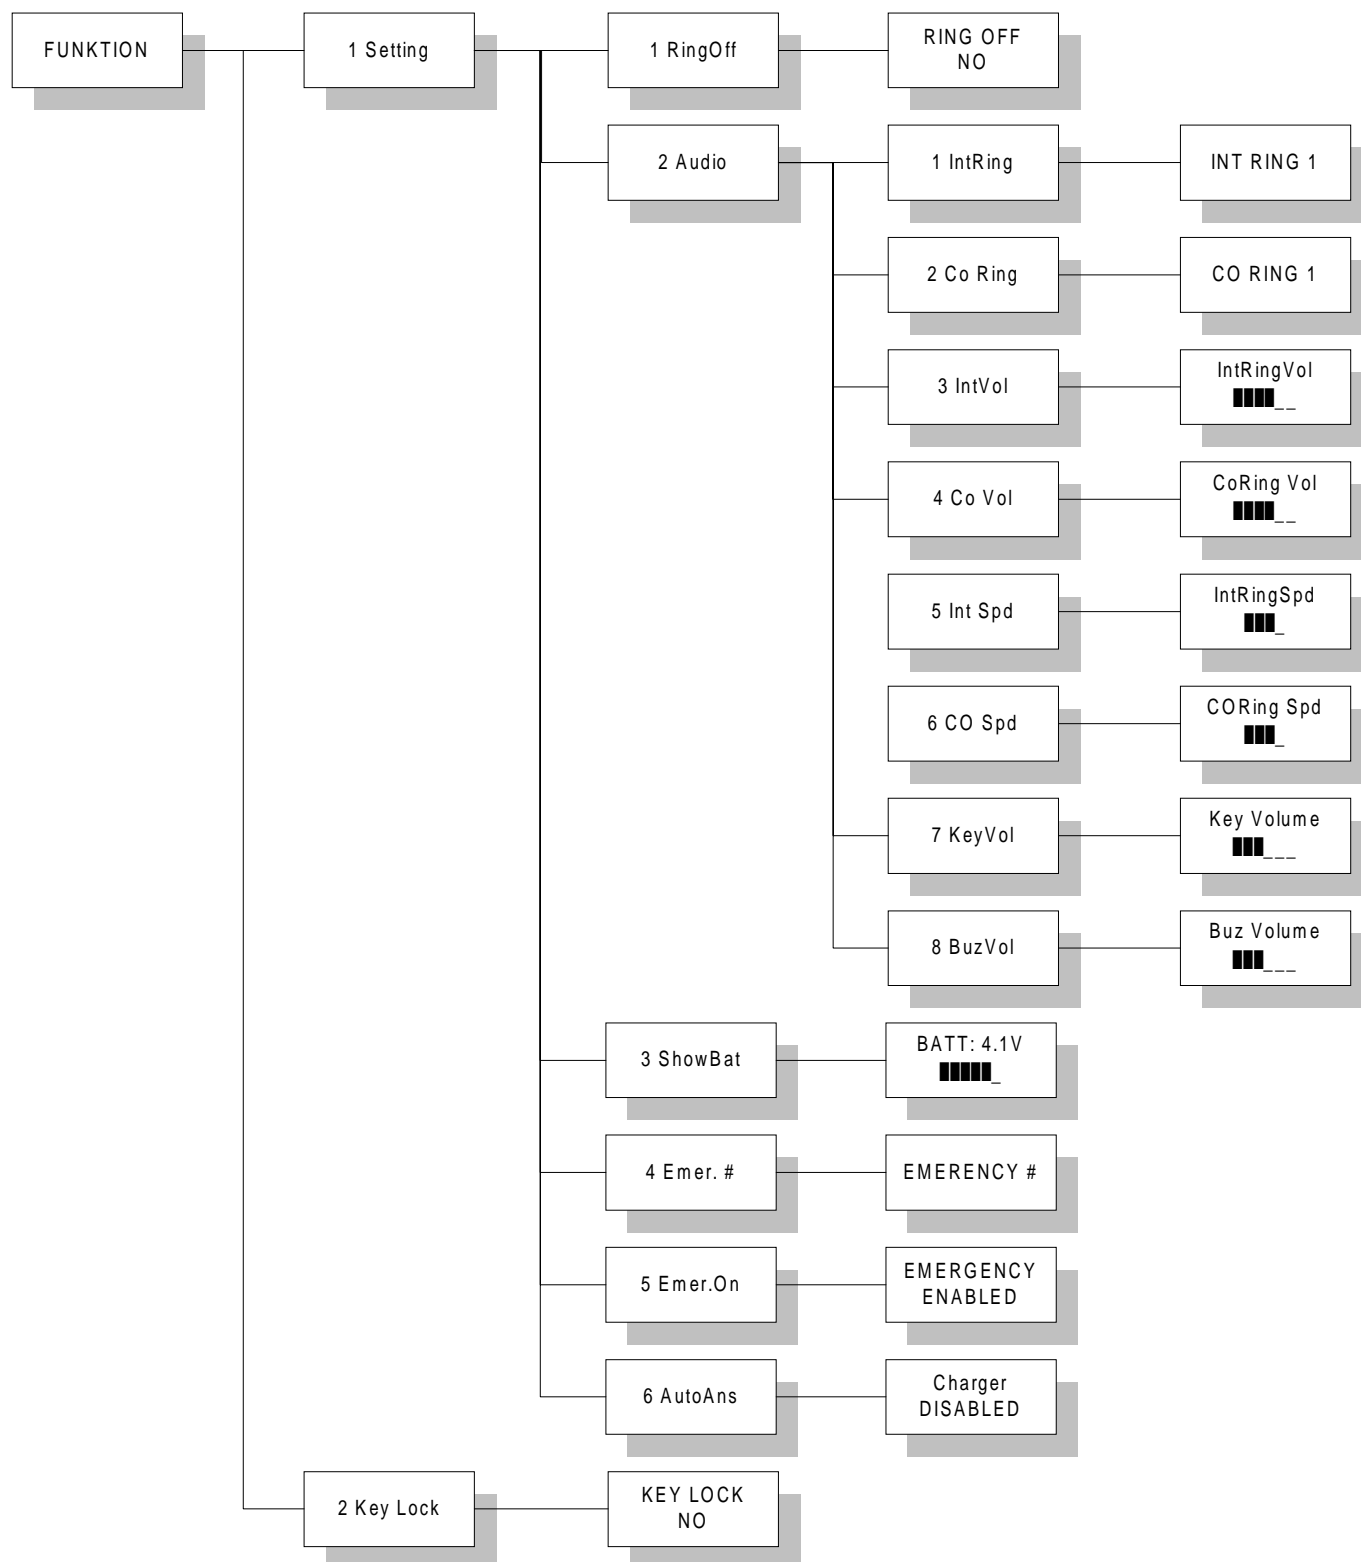 FUNKTION
1 Setting
1 RingOff
RING OFF
NO
2 Audio
1 IntRing
INT RING 1
2 Co Ring
CO RING 1
3 IntVol
IntRingVol
4 Co Vol
CoRing Vol
5 Int Spd
IntRingSpd
6 CO Spd
CORing Spd
7 KeyVol
Key Volume
8 BuzVol
Buz Volume
3 ShowBat
BATT: 4.1V
4 Emer. #
EMERENCY #
5 Emer.On
EMERGENCY
ENABLED
6 AutoAns
Charger
DISABLED
2 Key Lock
KEY LOCK
NO